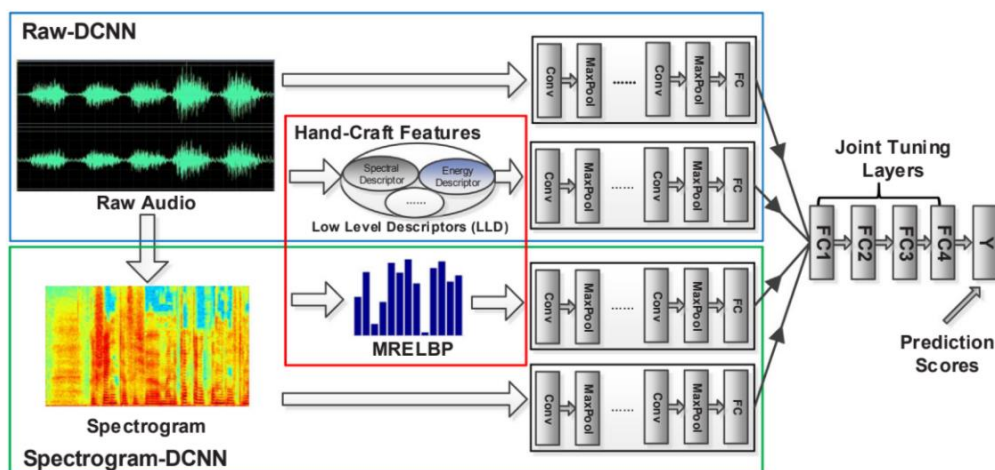 Raw-DCNN
Raw Audio
Hand-Craft Features
Spectral
Descriptor
Energy
Descriptor
......
Low Level Descriptors (LLD)
Conv
MaxPool
......
Conv
MaxPool
FC
Conv
MaxPool
......
Conv
MaxPool
FC
MRELBP
Conv
MaxPool
......
Conv
MaxPool
FC
Conv
MaxPool
......
Conv
MaxPool
FC
Spectrogram
Spectrogram-DCNN
Joint Tuning
Layers
FC1
FC2
FC3
FC4
Y
Prediction
Scores